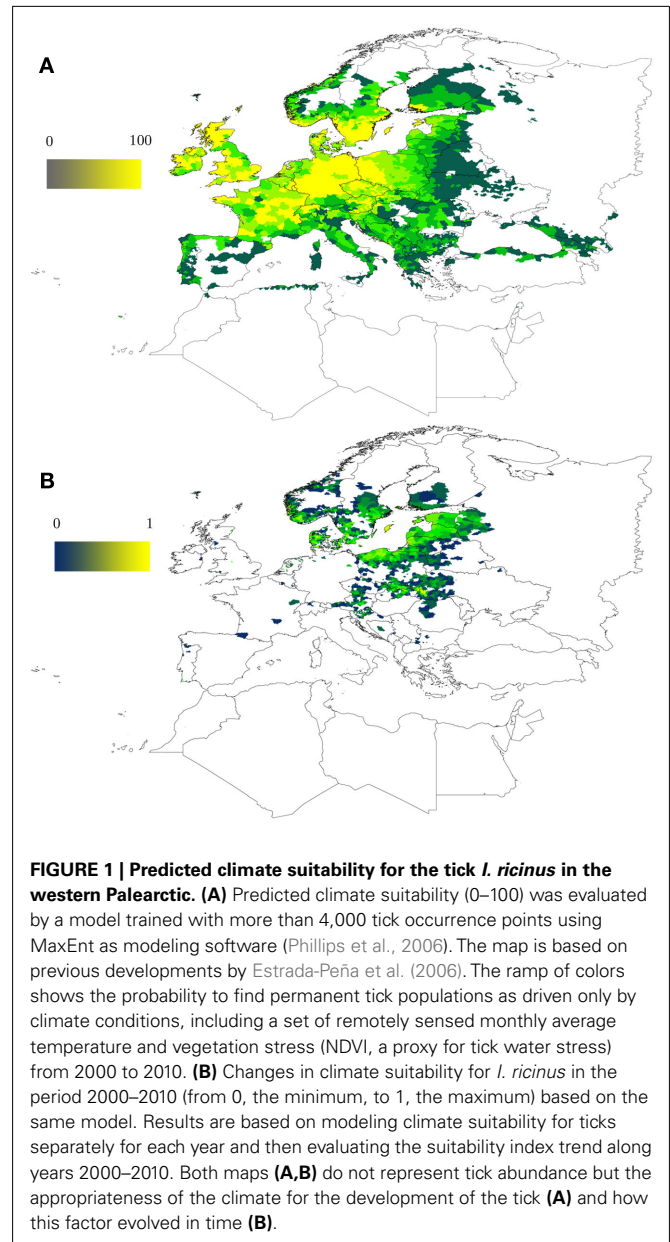 A
0 100
B
0 1
FIGURE 1 | Predicted climate suitability for the tick I. ricinus in the
western Palearctic. (A) Predicted climate suitability (0–100) was evaluated
by a model trained with more than 4,000 tick occurrence points using
MaxEnt as modeling software (Phillips et al., 2006). The map is based on
previous developments by Estrada-Peña et al. (2006). The ramp of colors
shows the probability to find permanent tick populations as driven only by
climate conditions, including a set of remotely sensed monthly average
temperature and vegetation stress (NDVI, a proxy for tick water stress)
from 2000 to 2010. (B) Changes in climate suitability for I. ricinus in the
period 2000–2010 (from 0, the minimum, to 1, the maximum) based on the
same model. Results are based on modeling climate suitability for ticks
separately for each year and then evaluating the suitability index trend along
years 2000–2010. Both maps (A,B) do not represent tick abundance but the
appropriateness of the climate for the development of the tick (A) and how
this factor evolved in time (B).